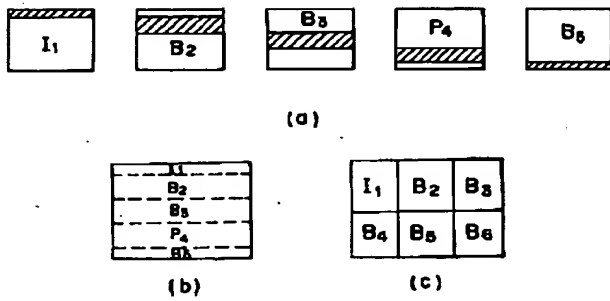 I₁ B₂ B₃ P₄ B₅
(a)
I₁
B₂
B₃
P₄
B₅
(b)
I₁ B₂ B₃
B₄ B₅ B₆
(c)